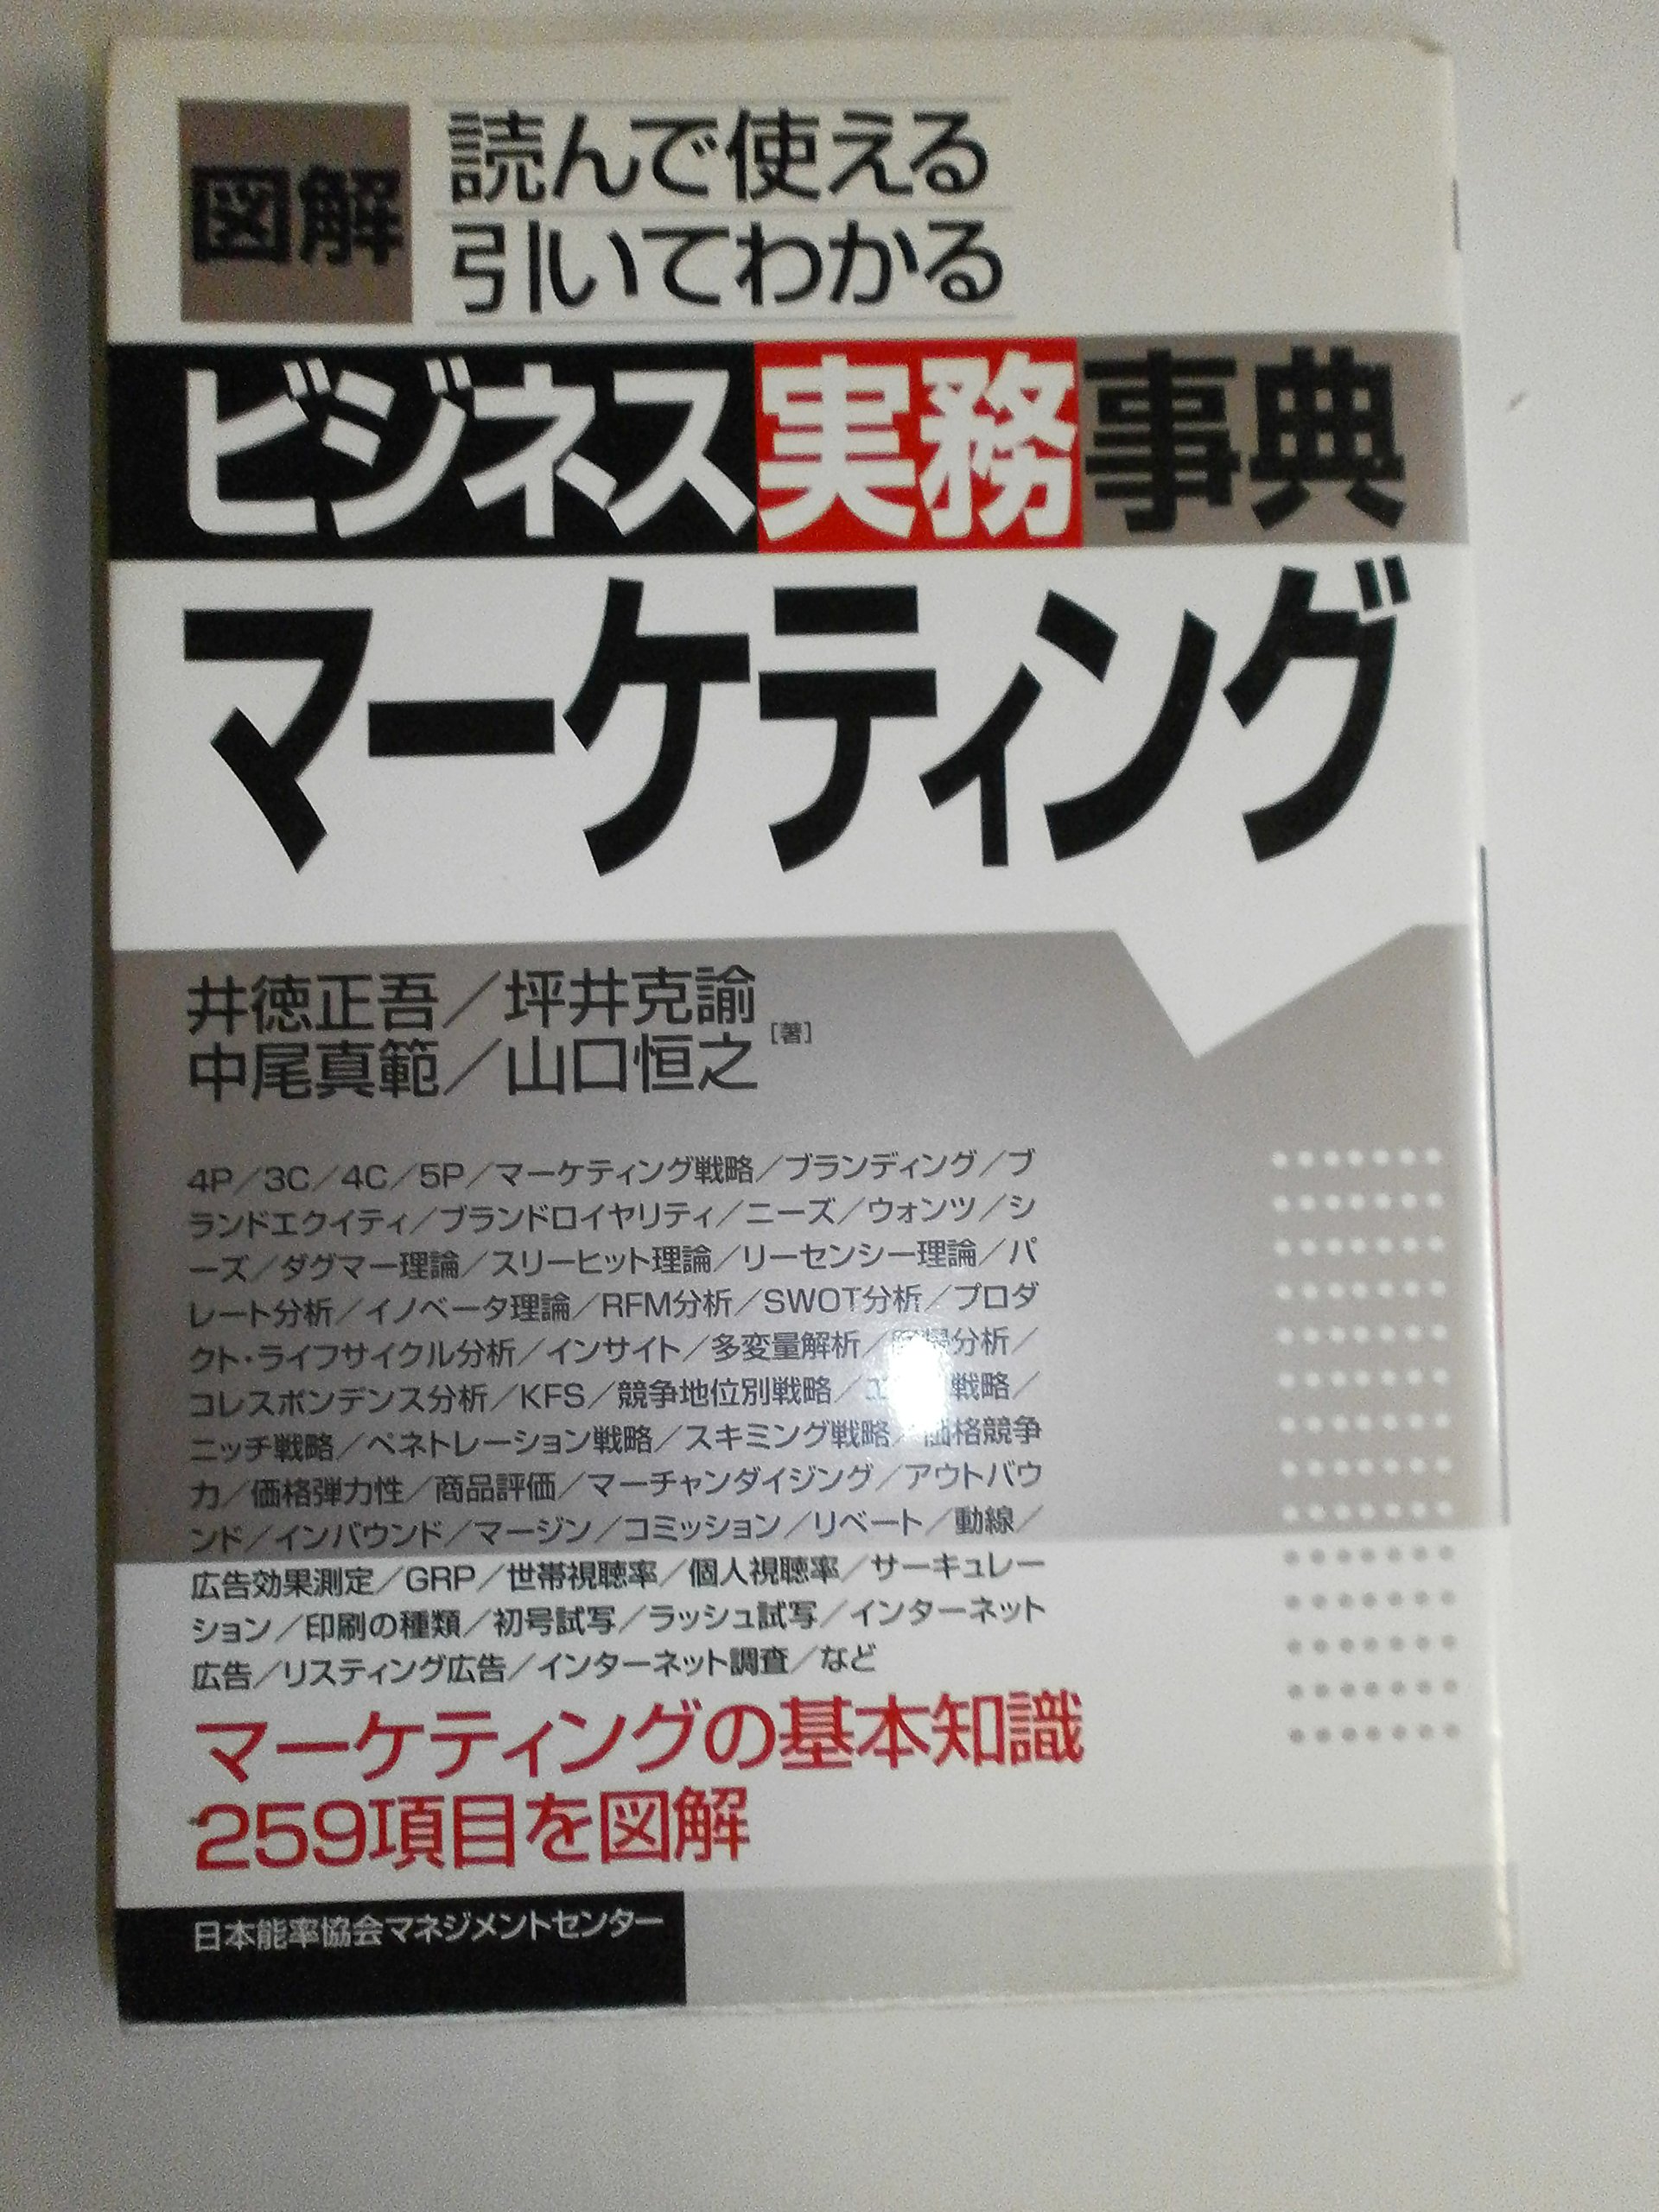 図解
読んで使える
引いてわかる
ビジネス実務事典
マーケティング
井徳正吾／坪井克諭
中尾真範／山口恒之
［著］
4P／3C／4C／5P／マーケティング戦略／ブランディング／ブ
ランドエクイティ／ブランドロイヤリティ／ニーズ／ウォンツ／シ
ーズ／ダグマー理論／スリーヒット理論／リーセンシー理論／パ
レート分析／イノベータ理論／RFM分析／SWOT分析／プロダ
クト・ライフサイクル分析／インサイト／多変量解析／分析／
コレスポンデンス分析／KFS／競争地位別戦略／戦略／
ニッチ戦略／ペネトレーション戦略／スキミング戦略／価格競争
力／価格弾力性／商品評価／マーチャンダイジング／アウトバウ
ンド／インバウンド／マージン／コミッション／リベート／動線／
広告効果測定／GRP／世帯視聴率／個人視聴率／サーキュレー
ション／印刷の種類／初号試写／ラッシュ試写／インターネット
広告／リスティング広告／インターネット調査／など
マーケティングの基本知識
259項目を図解
日本能率協会マネジメントセンター